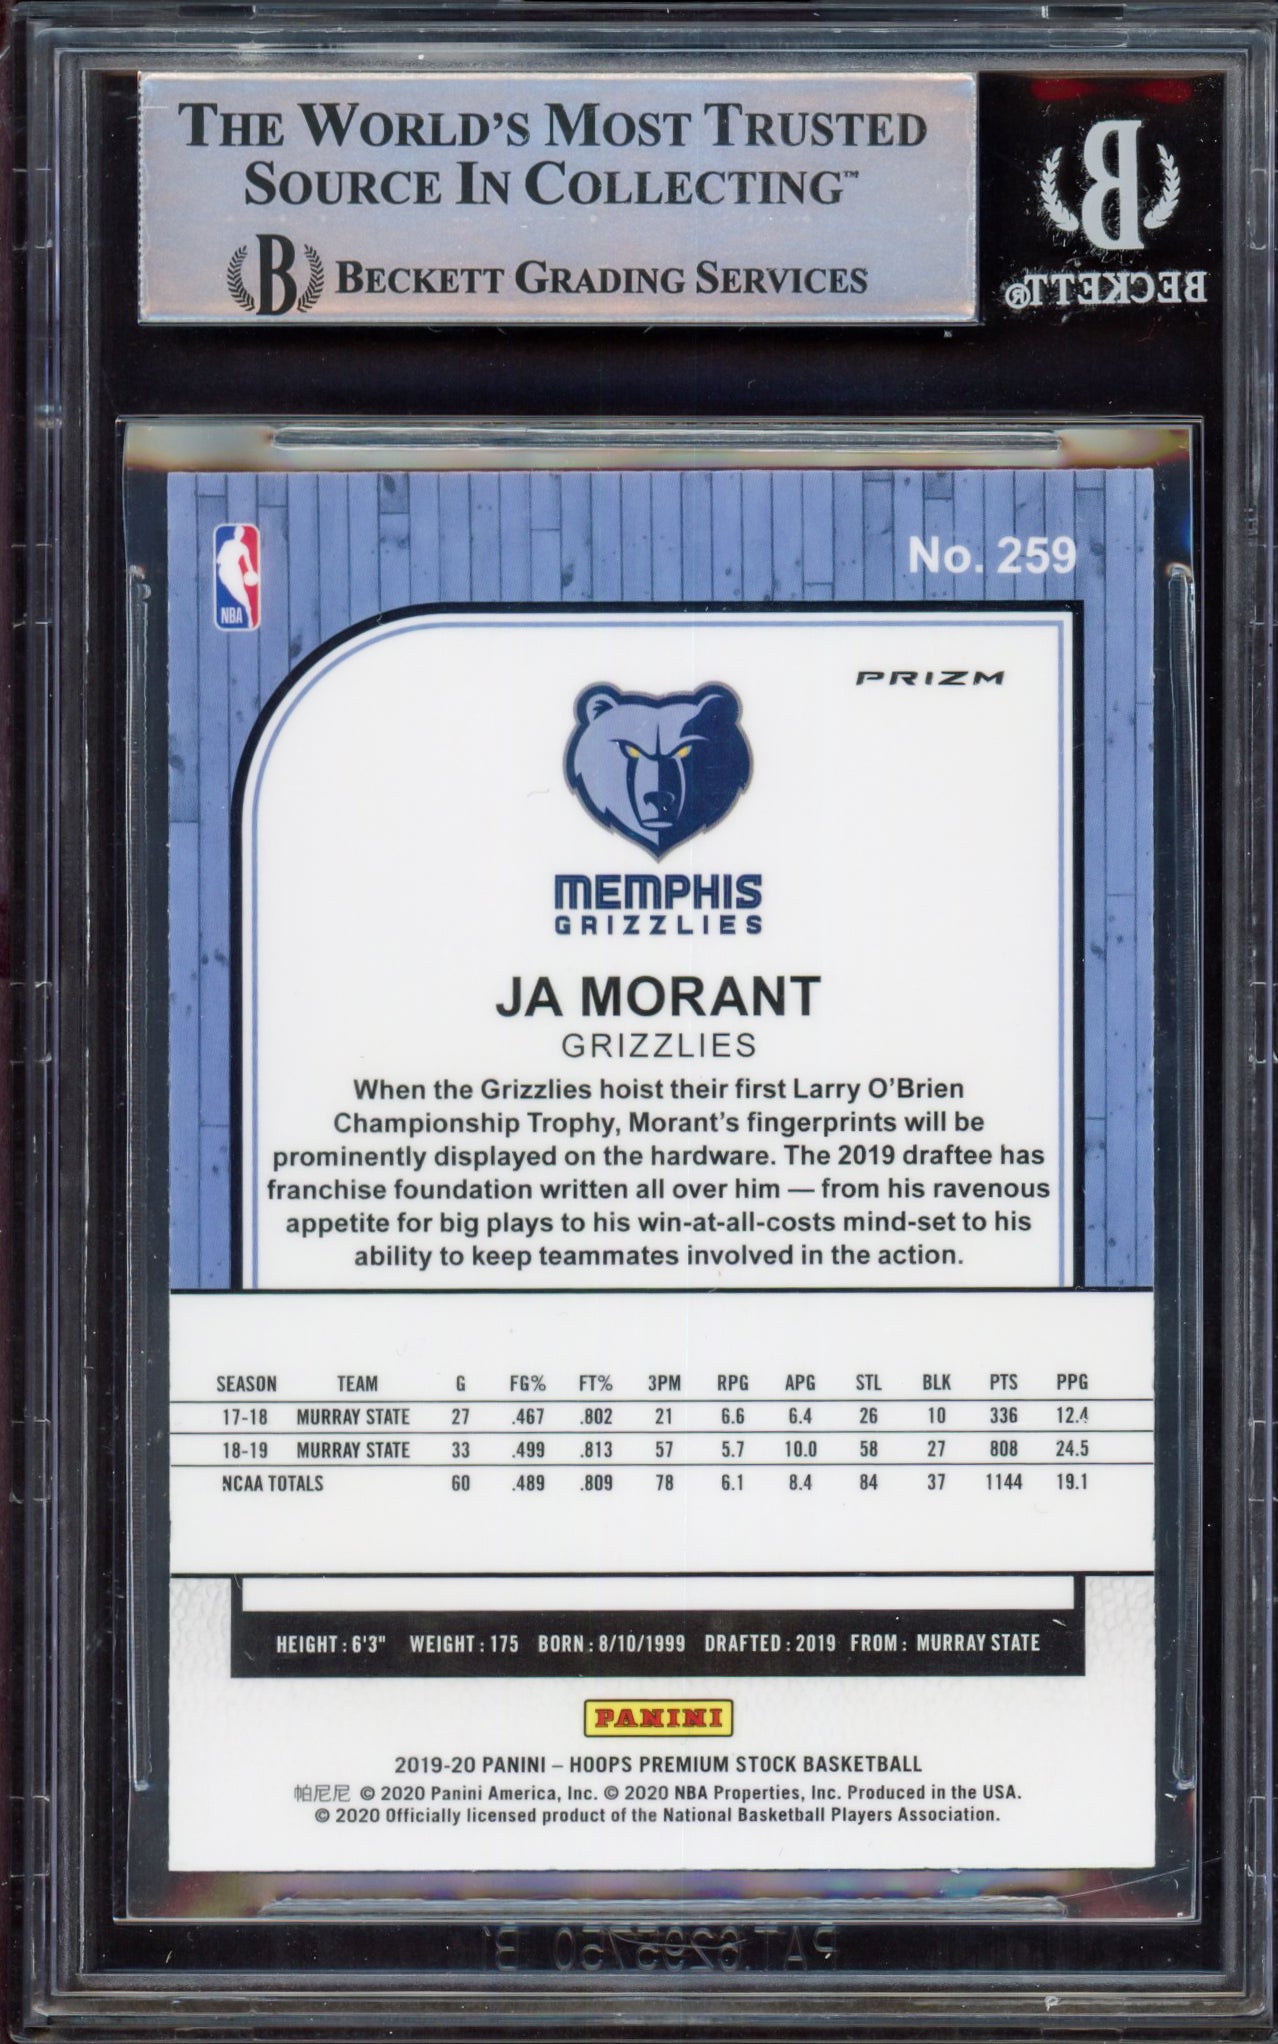 THE WORLD'S MOST TRUSTED
SOURCE IN COLLECTING™
B BECKETT GRADING SERVICES
B
BECKETT®
NBA
No. 259
PRIZM
MEMPHIS
GRIZZLIES
JA MORANT
GRIZZLIES
When the Grizzlies hoist their first Larry O'Brien
Championship Trophy, Morant's fingerprints will be
prominently displayed on the hardware. The 2019 draftee has
franchise foundation written all over him — from his ravenous
appetite for big plays to his win-at-all-costs mind-set to his
ability to keep teammates involved in the action.
SEASON TEAM G FG% FT% 3PM RPG APG STL BLK PTS PPG
17-18 MURRAY STATE 27 .467 .802 21 6.6 6.4 26 10 336 12.4
18-19 MURRAY STATE 33 .499 .813 57 5.7 10.0 58 27 808 24.5
NCAA TOTALS 60 .489 .809 78 6.1 8.4 84 37 1144 19.1
HEIGHT: 6'3" WEIGHT: 175 BORN: 8/10/1999 DRAFTED: 2019 FROM: MURRAY STATE
PANINI
2019-20 PANINI – HOOPS PREMIUM STOCK BASKETBALL
帕尼尼 © 2020 Panini America, Inc. © 2020 NBA Properties, Inc. Produced in the USA.
© 2020 Officially licensed product of the National Basketball Players Association.